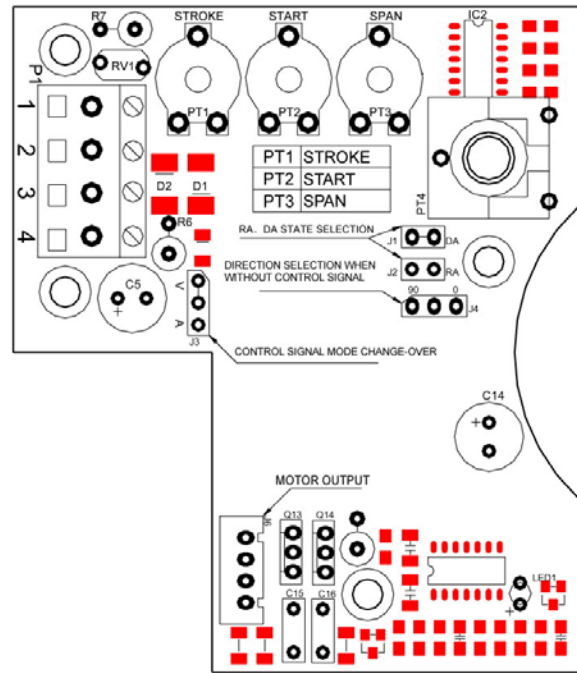 R7
STROKE
START
SPAN
IC2
RV1
P1
PT1
PT2
PT3
1
2
3
4
D2
D1
PT1 STROKE
PT2 START
PT3 SPAN
PT4
R6
RA. DA STATE SELECTION
J1
DA
J2
RA
DIRECTION SELECTION WHEN
WITHOUT CONTROL SIGNAL
90
0
J4
C5
+
V
A
J3
CONTROL SIGNAL MODE CHANGE-OVER
C14
+
MOTOR OUTPUT
Q13
Q14
C15
C16
LED1
+